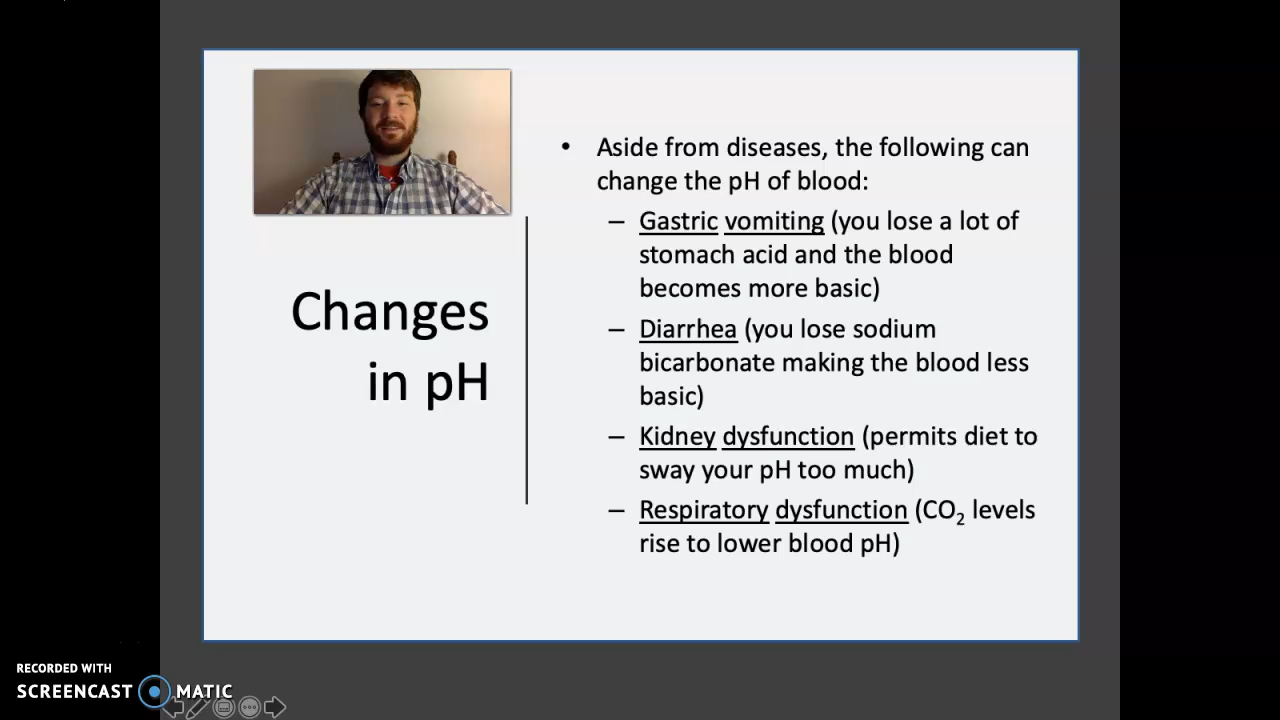 Changes
in pH
• Aside from diseases, the following can
change the pH of blood:
– Gastric vomiting (you lose a lot of
stomach acid and the blood
becomes more basic)
– Diarrhea (you lose sodium
bicarbonate making the blood less
basic)
– Kidney dysfunction (permits diet to
sway your pH too much)
– Respiratory dysfunction (CO₂ levels
rise to lower blood pH)
RECORDED WITH
SCREENCAST MATIC